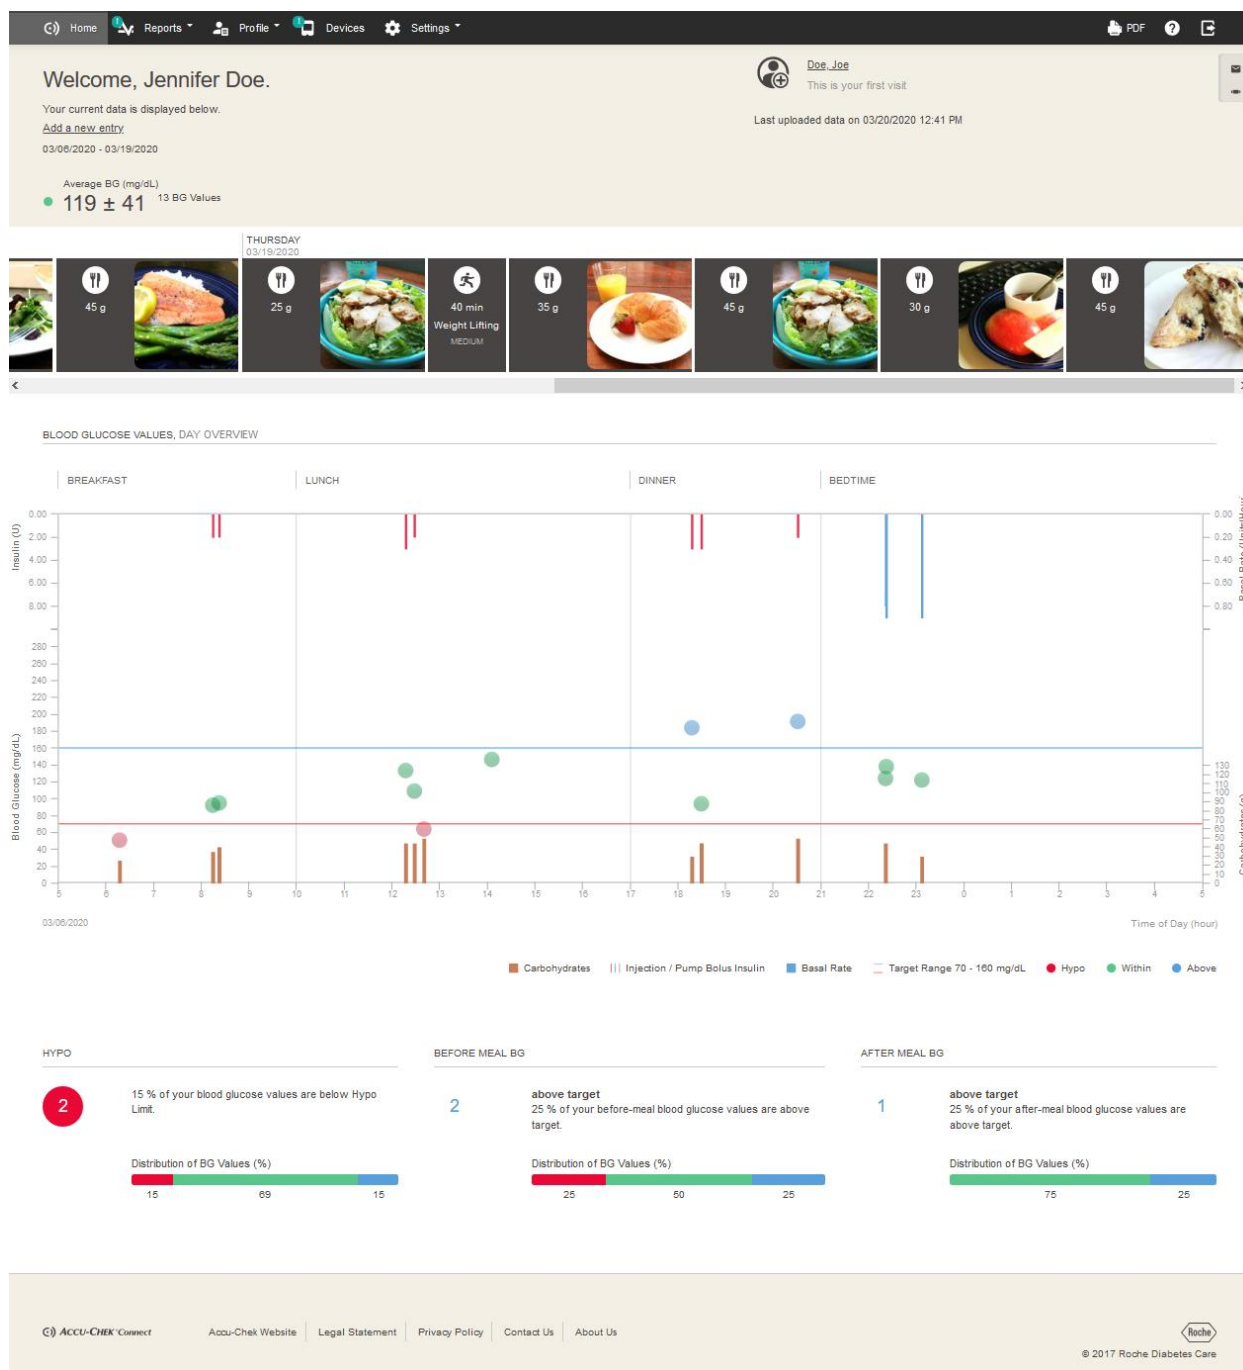 Home 1 Reports Profile 1 Devices Settings PDF ?
Welcome, Jennifer Doe.
Your current data is displayed below.
Add a new entry
03/06/2020 - 03/19/2020
Doe, Joe
This is your first visit
Last uploaded data on 03/20/2020 12:41 PM
Average BG (mg/dL)
119 ± 41 13 BG Values
THURSDAY
03/19/2020
45 g
25 g
40 min
Weight Lifting
MEDIUM
35 g
45 g
30 g
45 g
BLOOD GLUCOSE VALUES, DAY OVERVIEW
BREAKFAST LUNCH DINNER BEDTIME
Insulin (U)
0.00
2.00
4.00
6.00
8.00
Basal Rate (Units/Hour)
0.00
0.20
0.40
0.60
0.80
Blood Glucose (mg/dL)
280
260
240
220
200
180
160
140
120
100
80
60
40
20
0
Carbohydrates (g)
130
120
110
100
90
80
70
60
50
40
30
20
10
0
5 6 7 8 9 10 11 12 13 14 15 16 17 18 19 20 21 22 23 0 1 2 3 4 5
03/06/2020 Time of Day (hour)
Carbohydrates Injection / Pump Bolus Insulin Basal Rate Target Range 70 - 160 mg/dL Hypo Within Above
HYPO
2
15 % of your blood glucose values are below Hypo
Limit.
Distribution of BG Values (%)
15 69 15
BEFORE MEAL BG
2
above target
25 % of your before-meal blood glucose values are above
target.
Distribution of BG Values (%)
25 50 25
AFTER MEAL BG
1
above target
25 % of your after-meal blood glucose values are
above target.
Distribution of BG Values (%)
75 25
ACCU-CHEK Connect Accu-Chek Website Legal Statement Privacy Policy Contact Us About Us
Roche
© 2017 Roche Diabetes Care